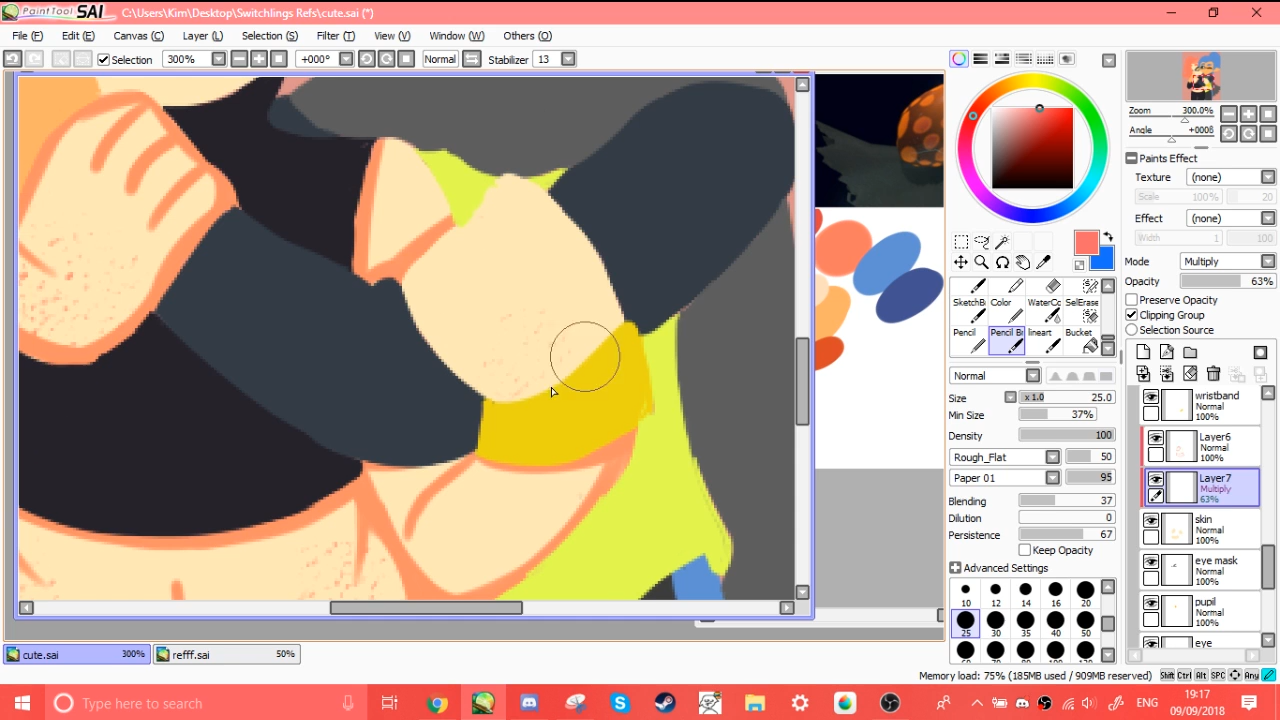 PaintTool SAI C:\Users\Kim\Desktop\Switchlings Refs\cute.sai (*)
File (F) Edit (E) Canvas (C) Layer (L) Selection (S) Filter (T) View (V) Window (W) Others (O)
Selection 300% +000° Normal Stabilizer 13
Zoom 300.0%
Angle +000ß
Paints Effect
Texture (none)
Scale 100% 20
Effect (none)
Width 1 100
Mode Multiply
Opacity 63%
Preserve Opacity
Clipping Group
Selection Source
SketchB Color WaterCo SelErase
Pencil Pencil Br lineart Bucket
Normal
Size x 1.0 25.0
Min Size 37%
Density 100
Rough_Flat 50
Paper 01 95
Blending 37
Dilution 0
Persistence 67
Keep Opacity
Advanced Settings
10 12 14 16 20
25 30 35 40 50
wristband
Normal
100%
Layer6
Normal
100%
Layer7
Multiply
63%
skin
Normal
100%
eye mask
Normal
100%
pupil
Normal
100%
eye
cute.sai 300% refff.sai 50%
Memory load: 75% (185MB used / 909MB reserved) Shift Ctrl Alt SPC Any
Type here to search
ENG
19:17
09/09/2018